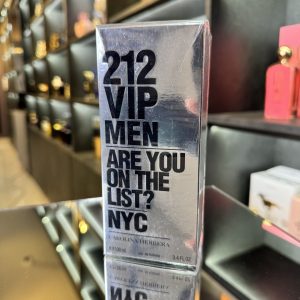 212
VIP
MEN
ARE YOU
ON THE
LIST?
NYC
CAROLINA HERRERA